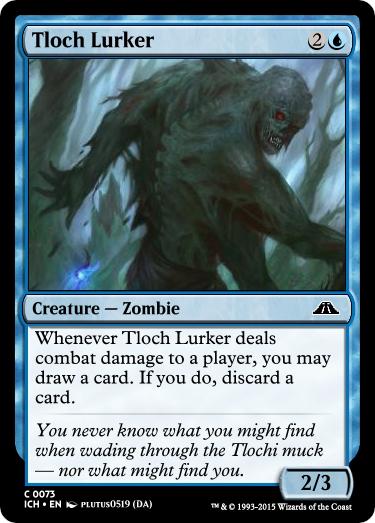 Tloch Lurker 2
Creature — Zombie
Whenever Tloch Lurker deals
combat damage to a player, you may
draw a card. If you do, discard a
card.
You never know what you might find
when wading through the Tlochi muck
— nor what might find you.
2/3
C 0073
ICH • EN PLUTUS0519 (DA)
™ & © 1993-2015 Wizards of the Coast